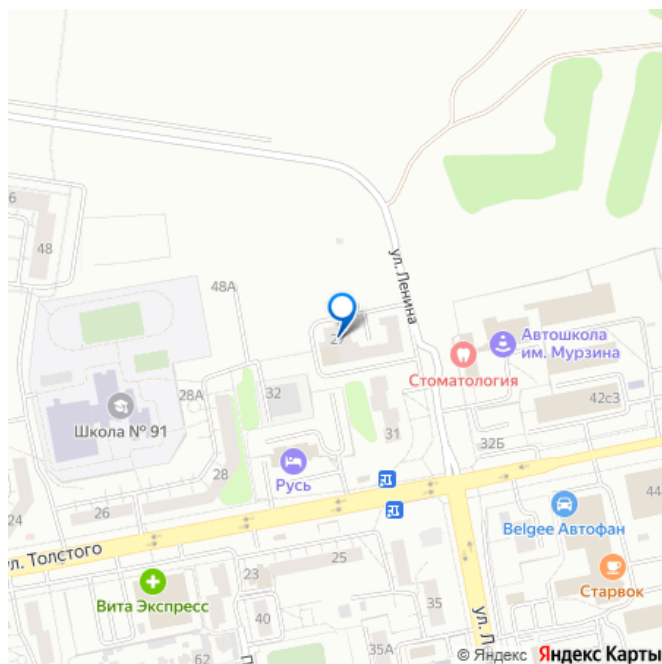 6
48
48А
ул. Ленина
2
Автошкола
им. Мурзина
Стоматология
42с3
28А
32
Школа № 91
31
32Б
28
Русь
44
24
26
Belgee Автофан
ул. Толстого
25
23
Вита Экспресс
Старвок
40
35
ул. Л
62
П
35А
© Яндекс Яндекс Карты